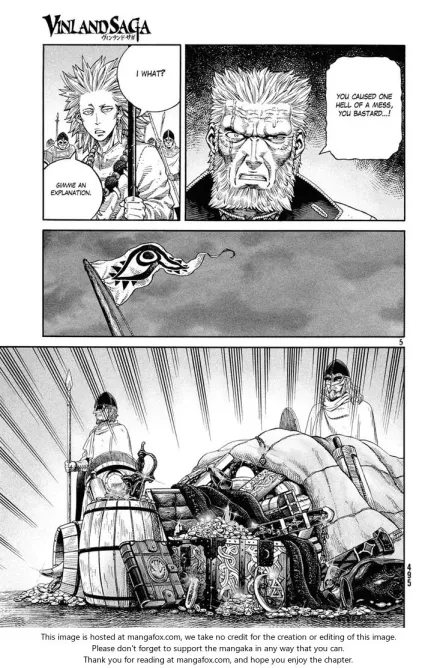 VINLAND SAGA
ヴィンランド・サガ
I WHAT?
GIMME AN
EXPLANATION.
YOU CAUSED ONE
HELL OF A MESS,
YOU BASTARD...!
5
495
This image is hosted at mangafox.com, we take no credit for the creation or editing of this image.
Please don't forget to support the mangaka in any way that you can.
Thank you for reading at mangafox.com, and hope you enjoy the chapter.